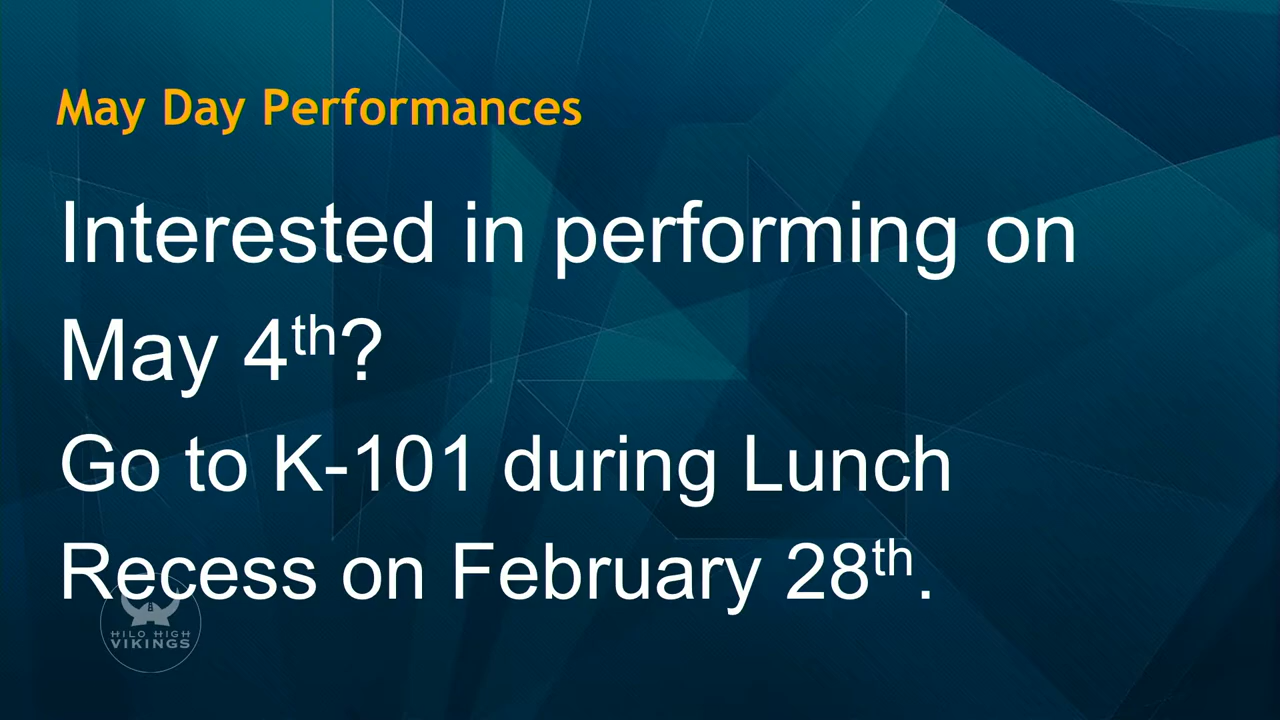 May Day Performances
Interested in performing on
May 4th?
Go to K-101 during Lunch
Recess on February 28th.
HILO HIGH
VIKINGS